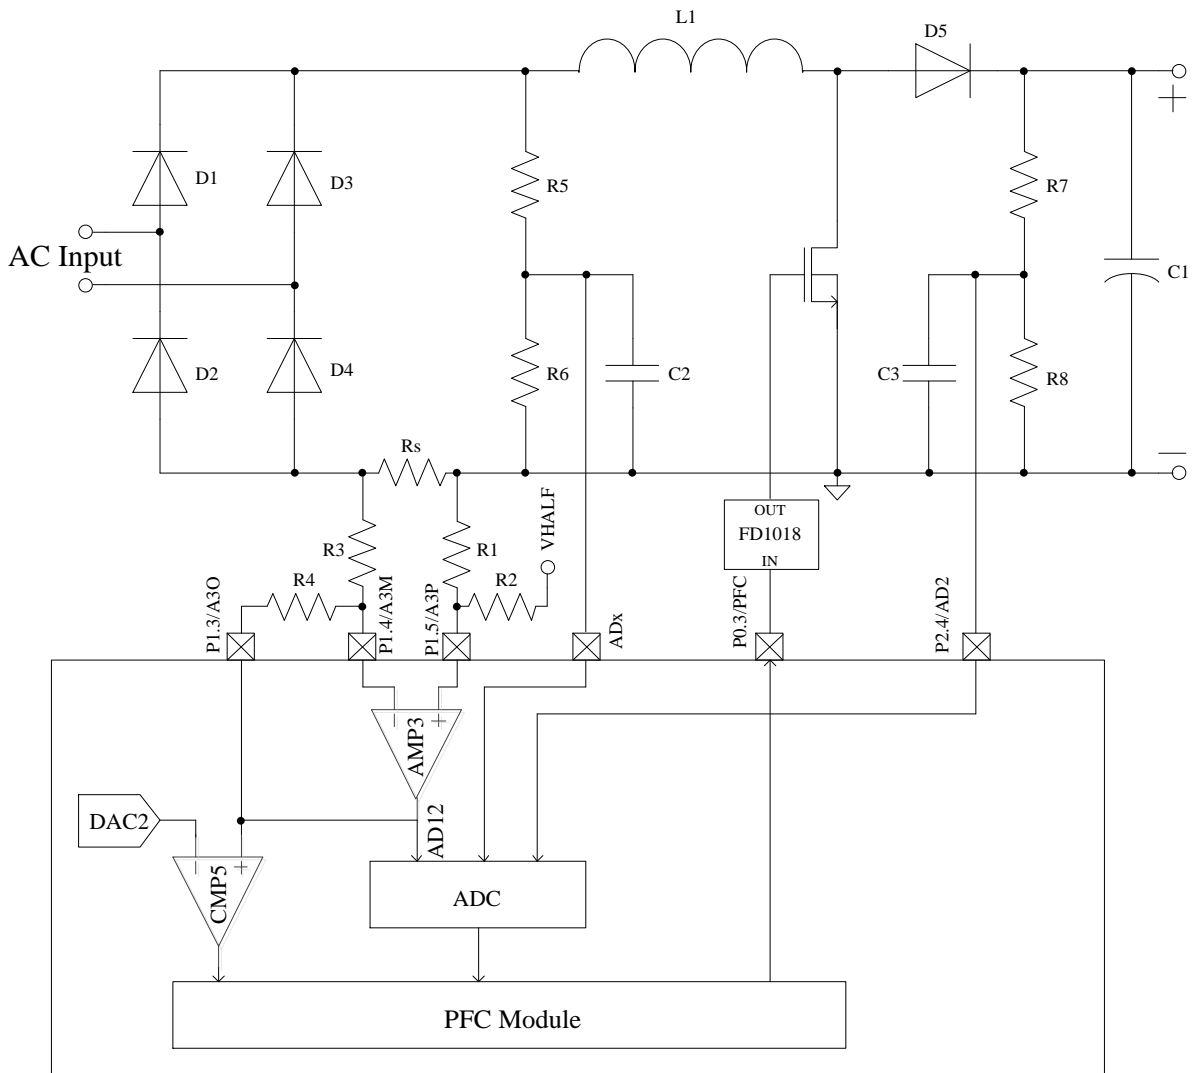 L1
D5
D1
D3
R5
R7
AC Input
C1
D2
D4
R6
C2
C3
R8
Rs
VHALF
OUT
FD1018
IN
R3
R1
R4
R2
P1.3/A3O
P1.4/A3M
P1.5/A3P
ADx
P0.3/PFC
P2.4/AD2
AMP3
DAC2
AD12
CMP5
ADC
PFC Module